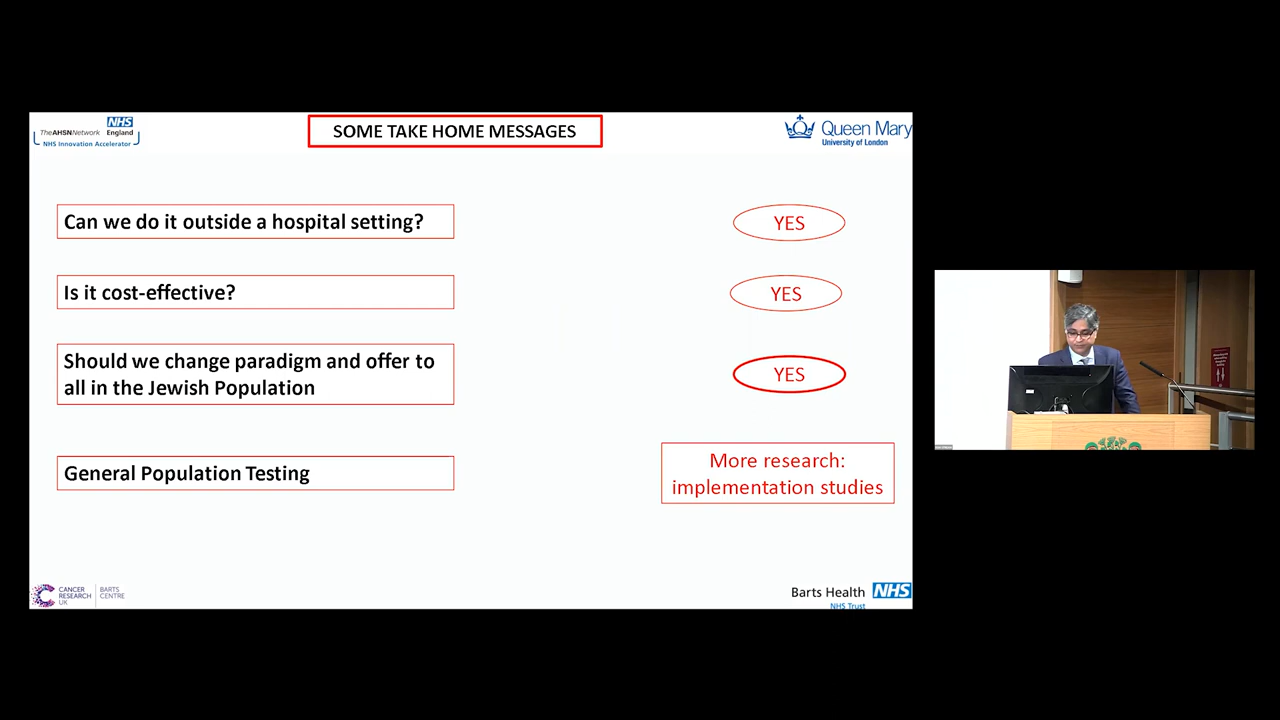 TheAHSNNetwork
NHS
England
NHS Innovation Accelerator
SOME TAKE HOME MESSAGES
Queen Mary
University of London
Can we do it outside a hospital setting?
YES
Is it cost-effective?
YES
Should we change paradigm and offer to
all in the Jewish Population
YES
General Population Testing
More research:
implementation studies
CANCER
RESEARCH
UK
BARTS
CENTRE
Barts Health
NHS
NHS Trust